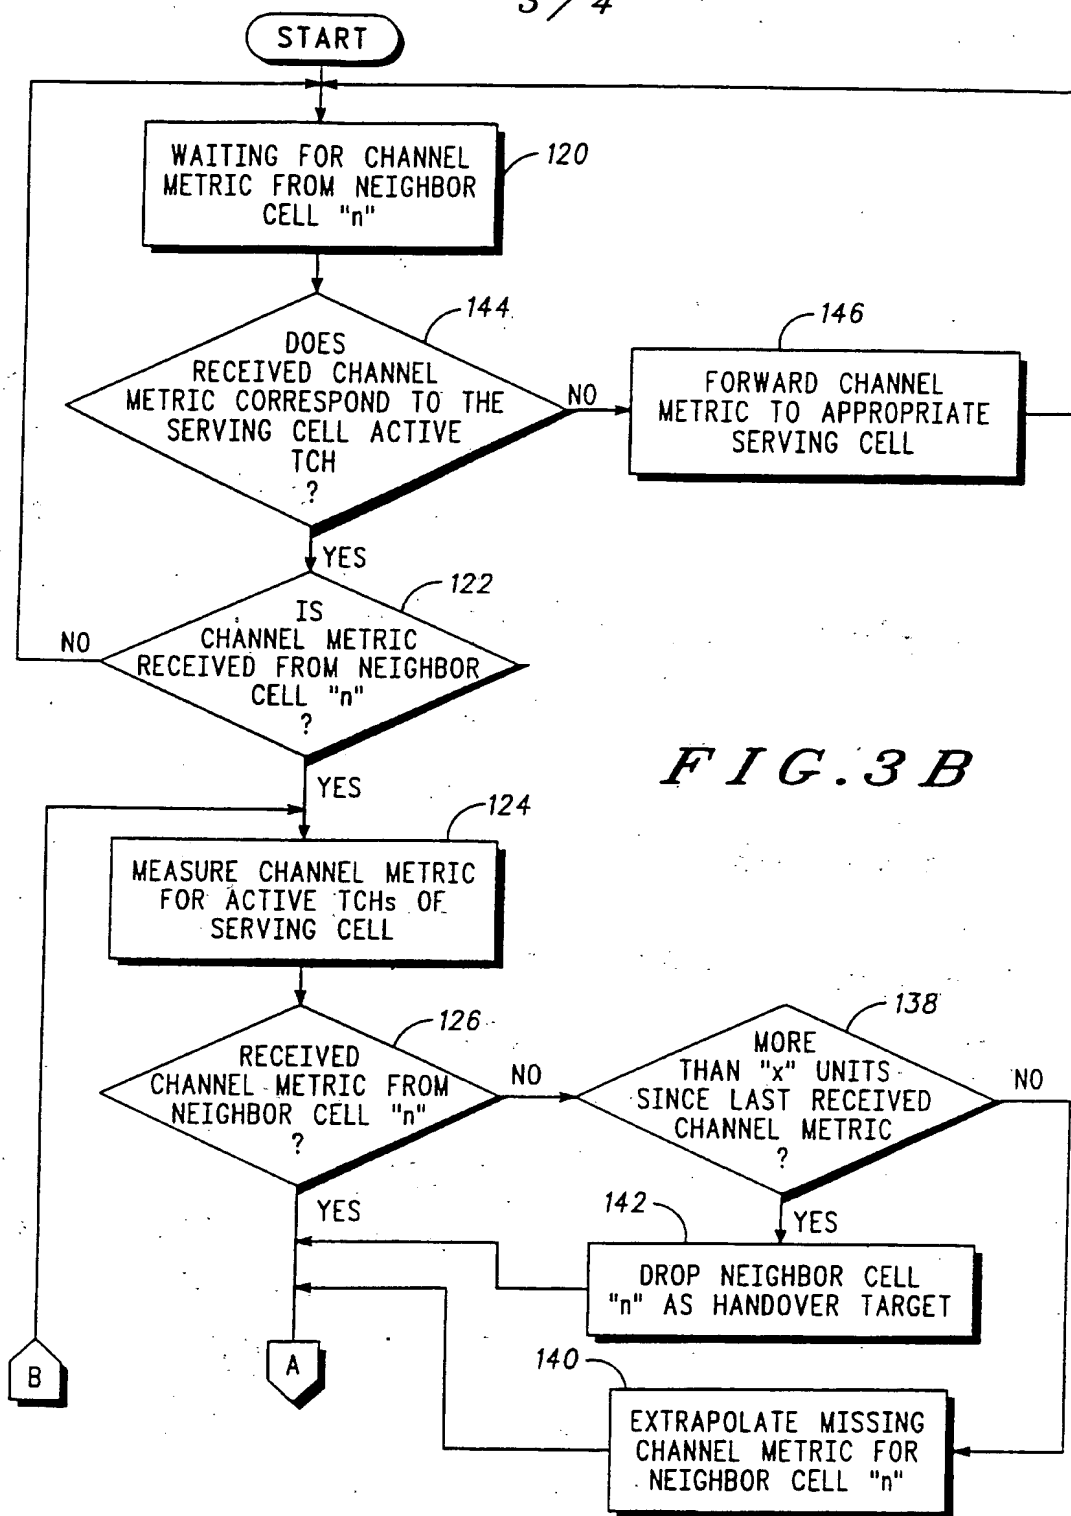 3/4
START
WAITING FOR CHANNEL
METRIC FROM NEIGHBOR
CELL "n"
120
144
DOES
RECEIVED CHANNEL
METRIC CORRESPOND TO THE
SERVING CELL ACTIVE
TCH
?
NO
146
FORWARD CHANNEL
METRIC TO APPROPRIATE
SERVING CELL
YES
122
IS
CHANNEL METRIC
RECEIVED FROM NEIGHBOR
CELL "n"
?
NO
YES
FIG.3B
124
MEASURE CHANNEL METRIC
FOR ACTIVE TCHs OF
SERVING CELL
126
RECEIVED
CHANNEL METRIC FROM
NEIGHBOR CELL "n"
?
NO
138
MORE
THAN "x" UNITS
SINCE LAST RECEIVED
CHANNEL METRIC
?
NO
YES
YES
142
DROP NEIGHBOR CELL
"n" AS HANDOVER TARGET
B
A
140
EXTRAPOLATE MISSING
CHANNEL METRIC FOR
NEIGHBOR CELL "n"